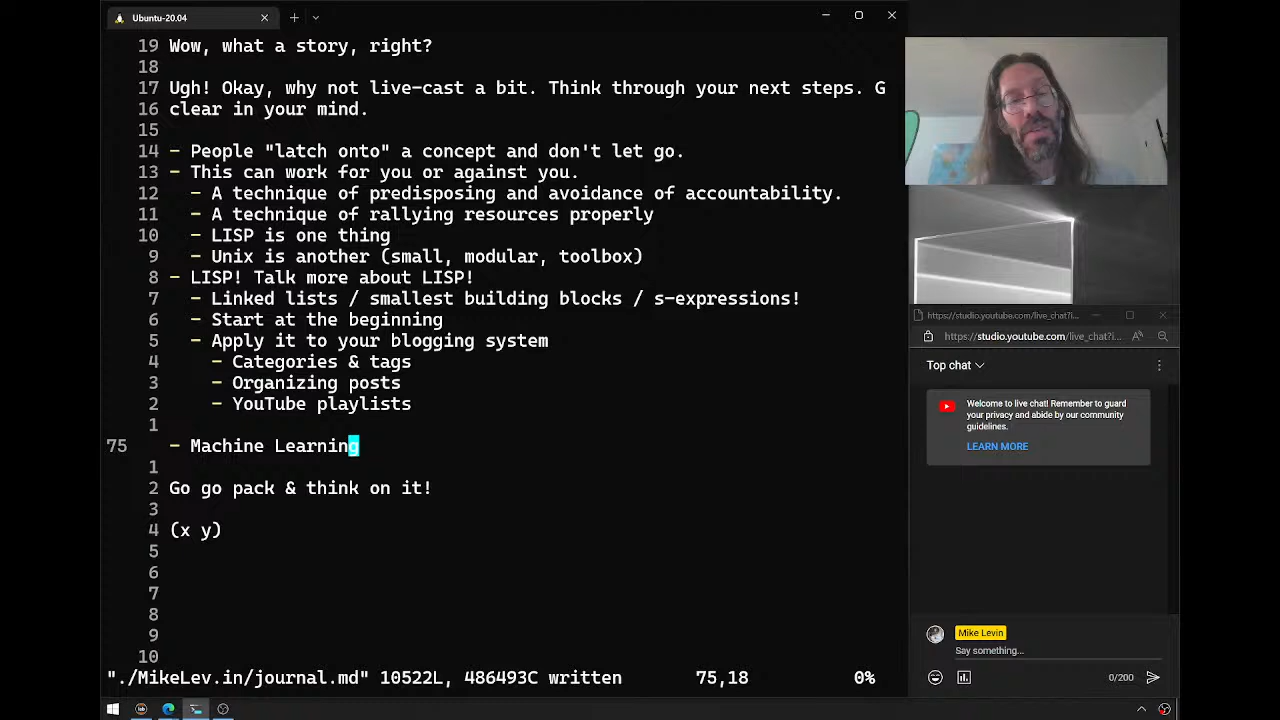 Ubuntu-20.04
19 Wow, what a story, right?
18
17 Ugh! Okay, why not live-cast a bit. Think through your next steps. G
16 clear in your mind.
15
14 - People "latch onto" a concept and don't let go.
13 - This can work for you or against you.
12 - A technique of predisposing and avoidance of accountability.
11 - A technique of rallying resources properly
10 - LISP is one thing
9 - Unix is another (small, modular, toolbox)
8 - LISP! Talk more about LISP!
7 - Linked lists / smallest building blocks / s-expressions!
6 - Start at the beginning
5 - Apply it to your blogging system
4 - Categories & tags
3 - Organizing posts
2 - YouTube playlists
1
75 - Machine Learning
1
2 Go go pack & think on it!
3
4 (x y)
5
6
7
8
9
10
"./MikeLev.in/journal.md" 10522L, 486493C written 75,18 0%
https://studio.youtube.com/live_chat?i...
https://studio.youtube.com/live_chat?i...
Top chat
Welcome to live chat! Remember to guard
your privacy and abide by our community
guidelines.
LEARN MORE
Mike Levin
Say something...
0/200